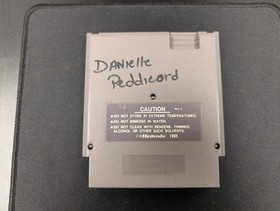 DANIELLE
Peddicord
CAUTION
•DO NOT STORE IN EXTREME TEMPERATURES.
•DO NOT IMMERSE IN WATER.
•DO NOT CLEAN WITH BENZENE, THINNER,
ALCOHOL OR OTHER SUCH SOLVENTS.
©Nintendo 1985